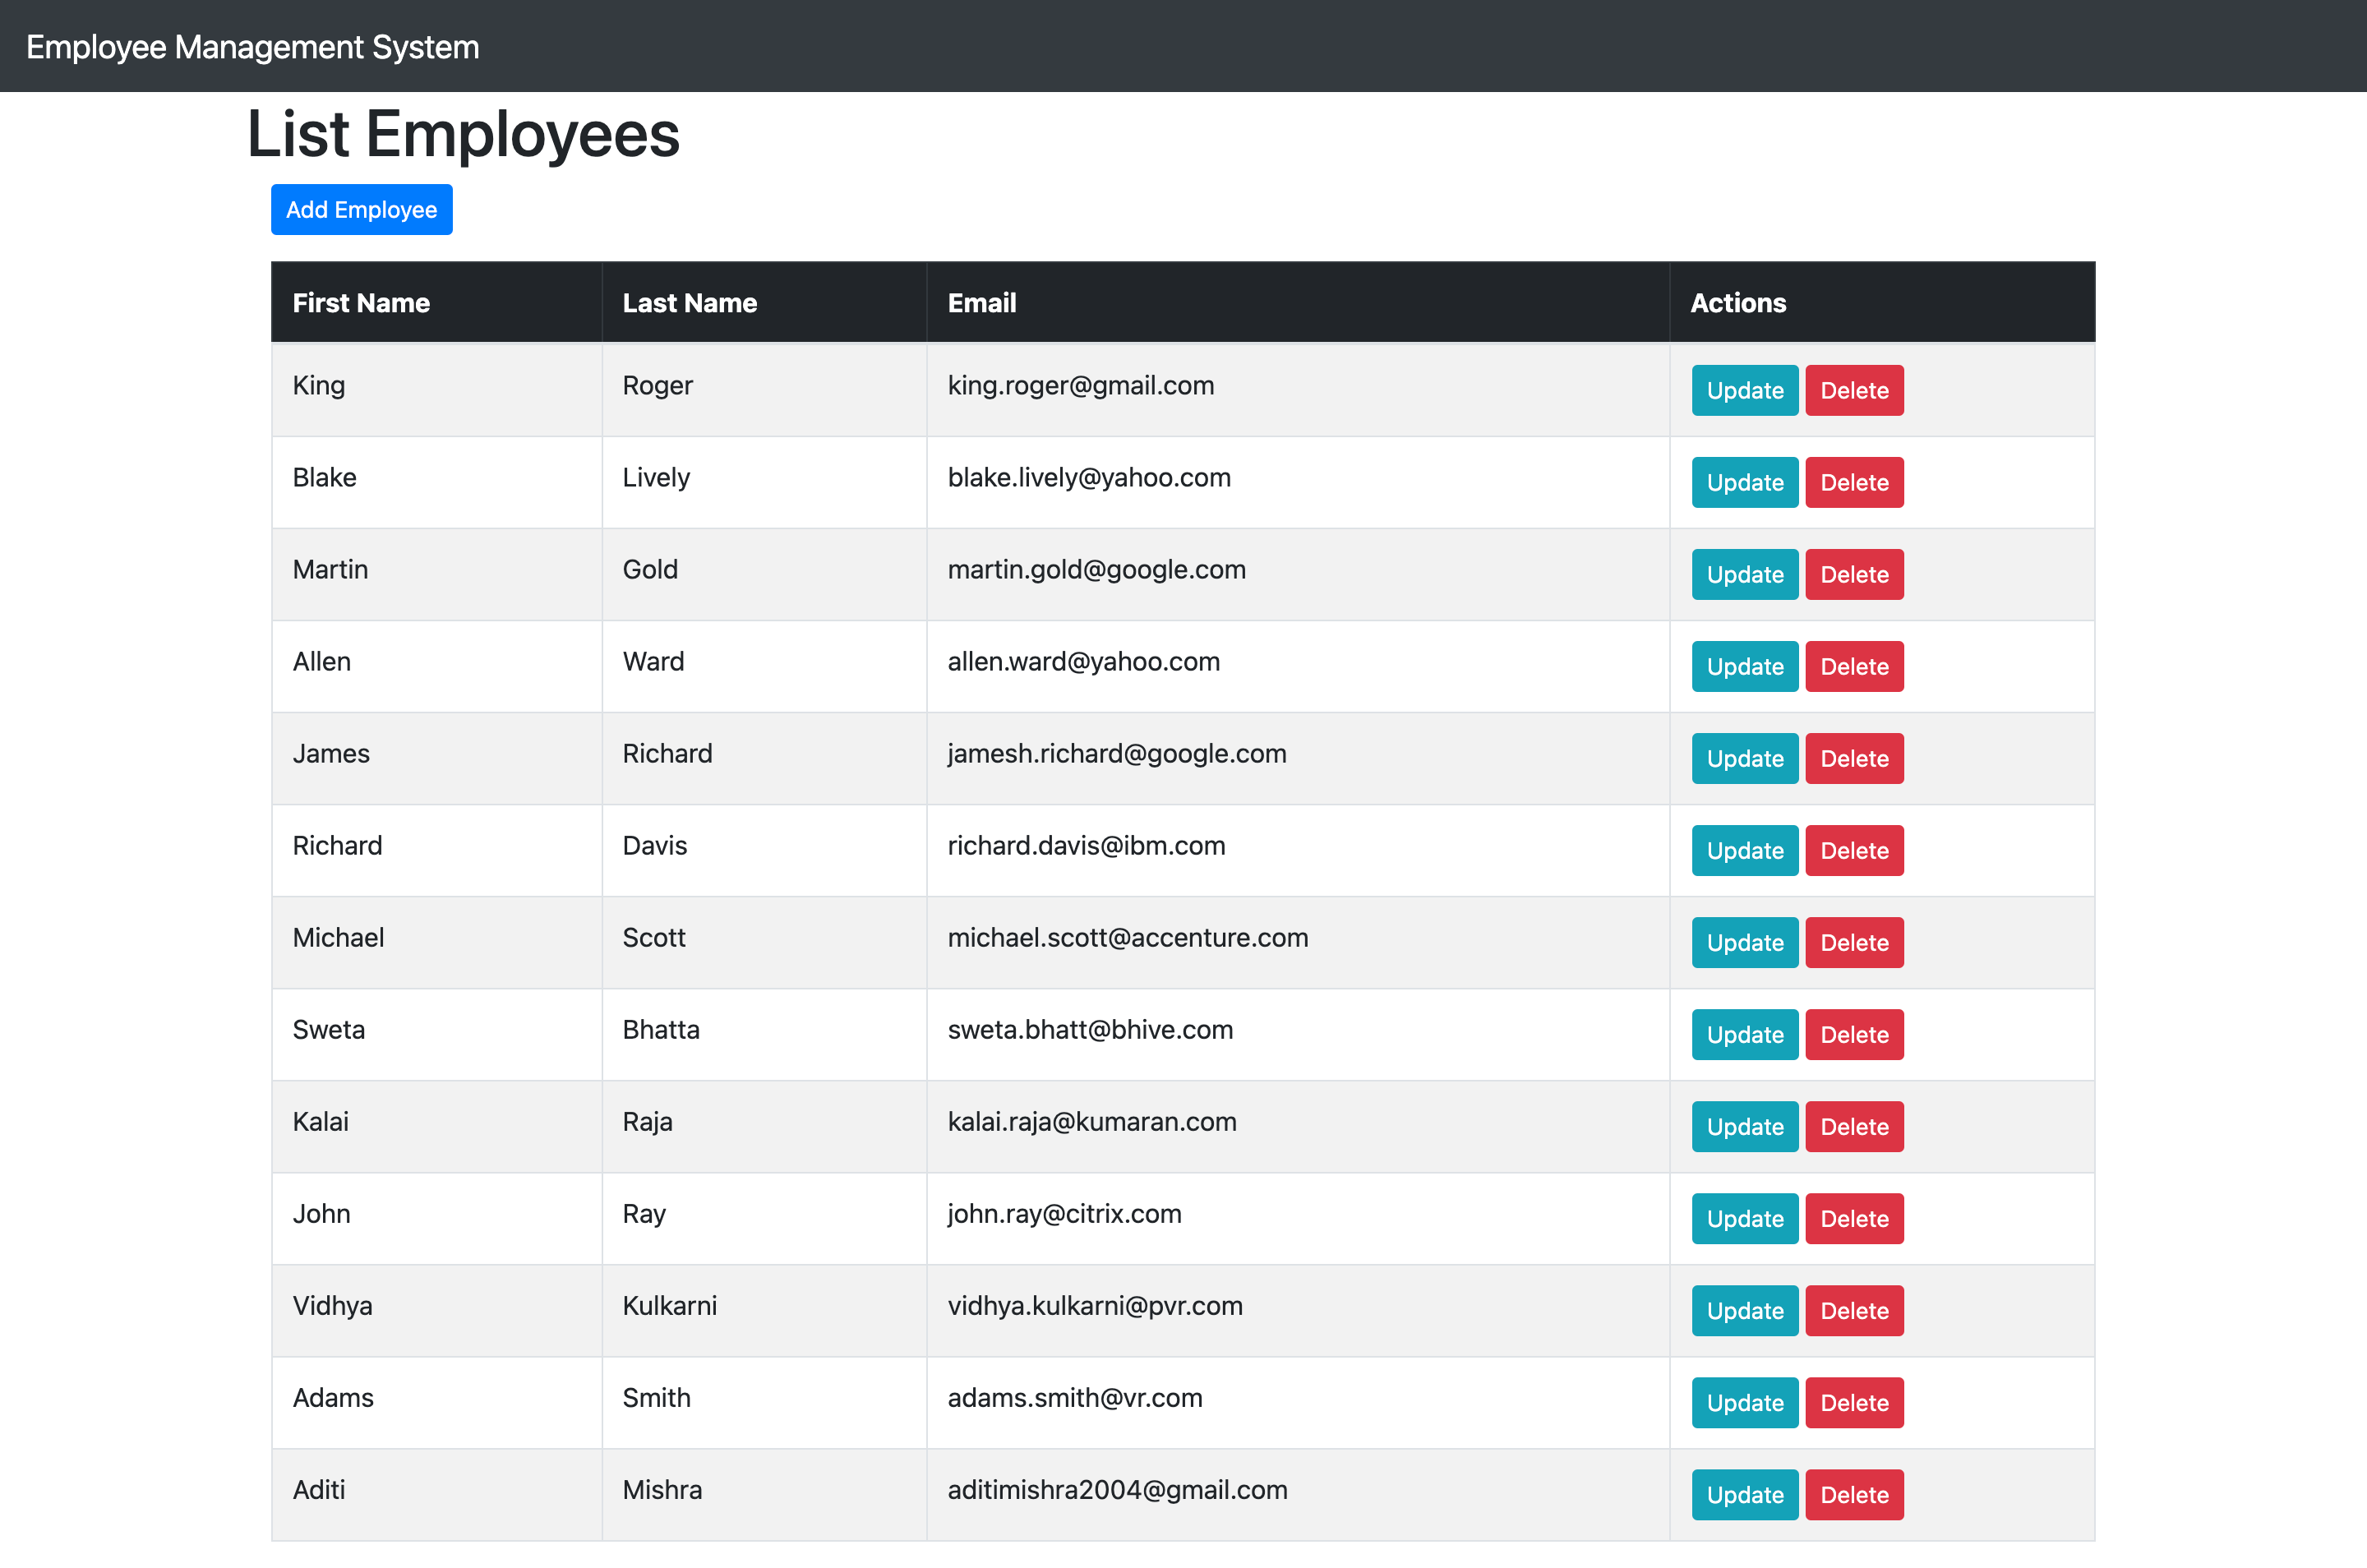 Employee Management System
List Employees
Add Employee
First Name Last Name Email Actions
King Roger king.roger@gmail.com Update Delete
Blake Lively blake.lively@yahoo.com Update Delete
Martin Gold martin.gold@google.com Update Delete
Allen Ward allen.ward@yahoo.com Update Delete
James Richard jamesh.richard@google.com Update Delete
Richard Davis richard.davis@ibm.com Update Delete
Michael Scott michael.scott@accenture.com Update Delete
Sweta Bhatta sweta.bhatt@bhive.com Update Delete
Kalai Raja kalai.raja@kumaran.com Update Delete
John Ray john.ray@citrix.com Update Delete
Vidhya Kulkarni vidhya.kulkarni@pvr.com Update Delete
Adams Smith adams.smith@vr.com Update Delete
Aditi Mishra aditimishra2004@gmail.com Update Delete